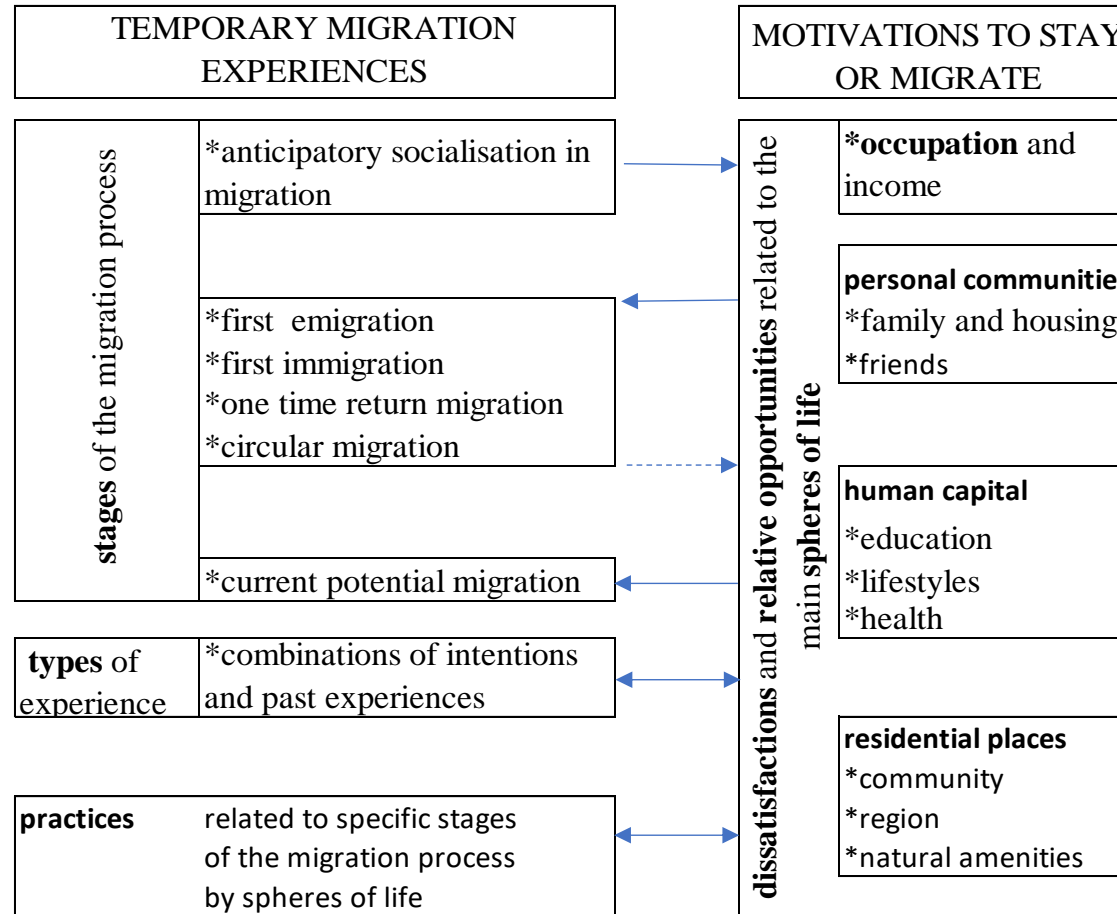 TEMPORARY MIGRATION
EXPERIENCES
stages of the migration process
*anticipatory socialisation in
migration
*first emigration
*first immigration
*one time return migration
*circular migration
*current potential migration
types of
experience
*combinations of intentions
and past experiences
practices
related to specific stages
of the migration process
by spheres of life
MOTIVATIONS TO STAY
OR MIGRATE
dissatisfactions and relative opportunities related to the
main spheres of life
*occupation and
income
personal communitie
*family and housing
*friends
human capital
*education
*lifestyles
*health
residential places
*community
*region
*natural amenities